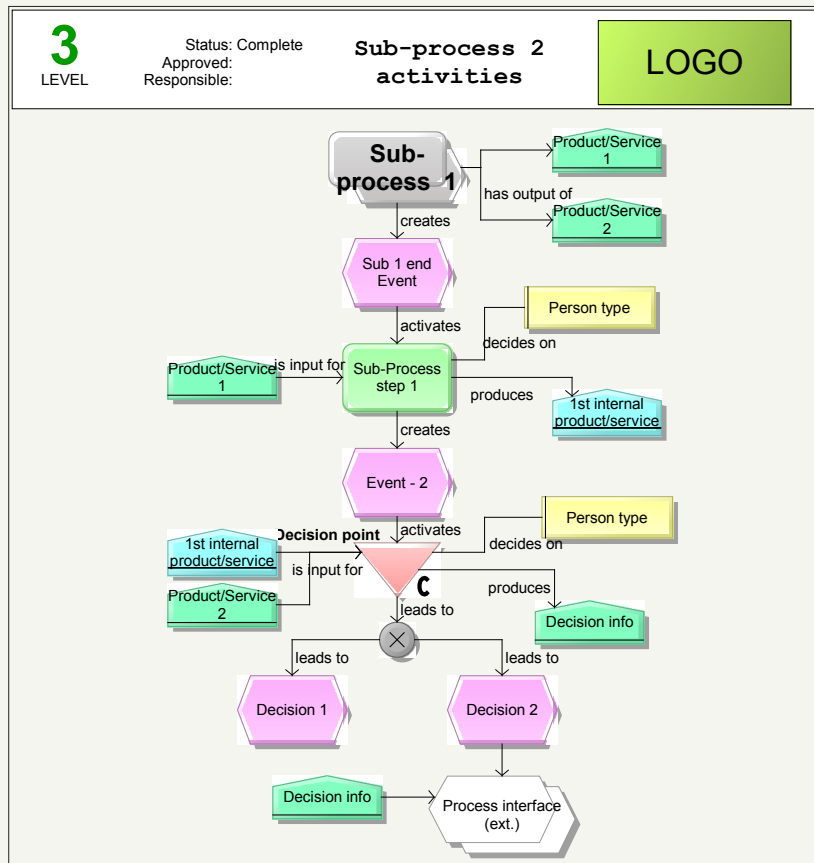 3
LEVEL
Status: Complete
Approved:
Responsible:
Sub-process 2
activities
LOGO
Sub-
process 1
Product/Service
1
has output of
Product/Service
2
creates
Sub 1 end
Event
Person type
activates
decides on
Product/Service
1
is input for
Sub-Process
step 1
produces
1st internal
product/service
creates
Event - 2
Person type
activates
Decision point
decides on
1st internal
product/service
is input for
C
produces
Product/Service
2
leads to
Decision info
leads to
leads to
Decision 1
Decision 2
Decision info
Process interface
(ext.)